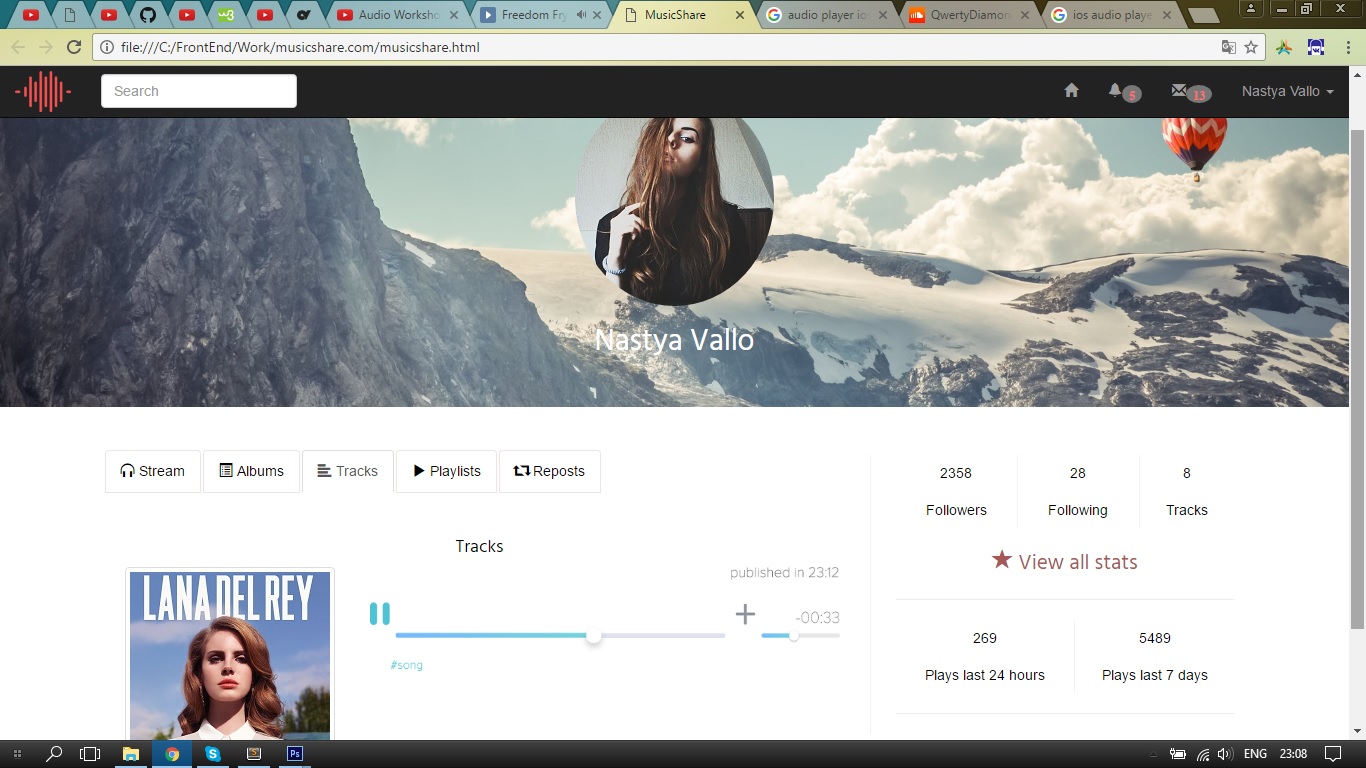 Audio Worksho
Freedom Fry
MusicShare
audio player ios
QwertyDiamon
ios audio playe
file:///C:/FrontEnd/Work/musicshare.com/musicshare.html
Search
5
13
Nastya Vallo
Nastya Vallo
Stream
Albums
Tracks
Playlists
Reposts
2358
28
8
Followers
Following
Tracks
View all stats
Tracks
published in 23:12
-00:33
#song
LANA DEL REY
269
5489
Plays last 24 hours
Plays last 7 days
Ps
ENG
23:08